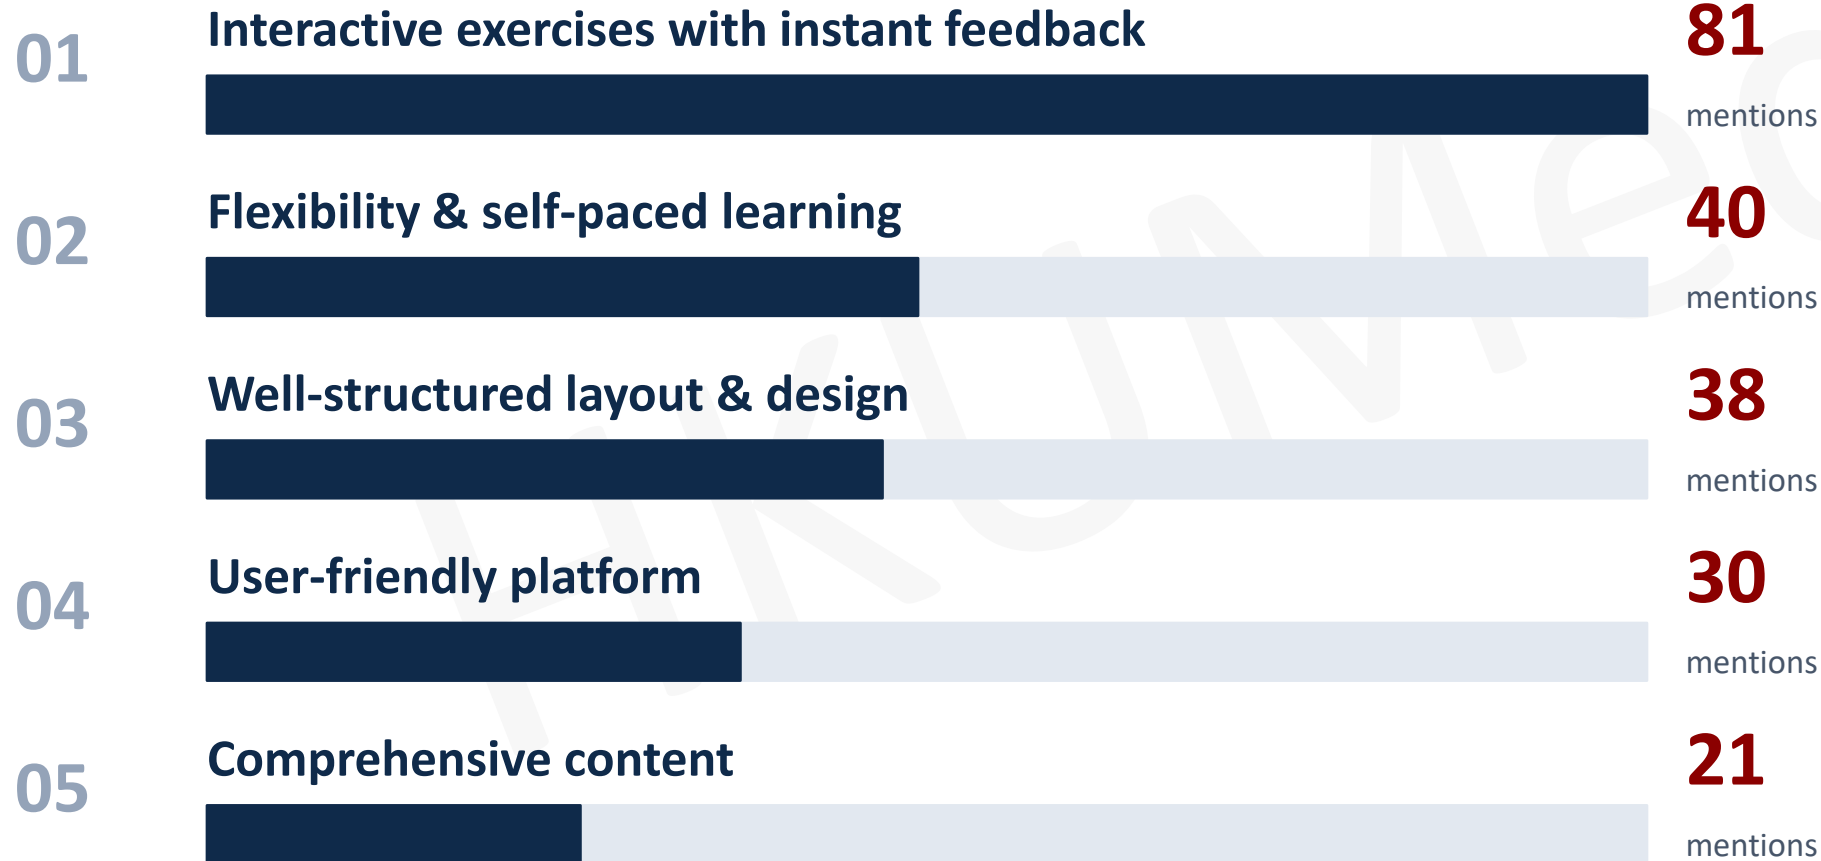 01
Interactive exercises with instant feedback
81
mentions
02
Flexibility & self-paced learning
40
mentions
03
Well-structured layout & design
38
mentions
04
User-friendly platform
30
mentions
05
Comprehensive content
21
mentions
HKUMed